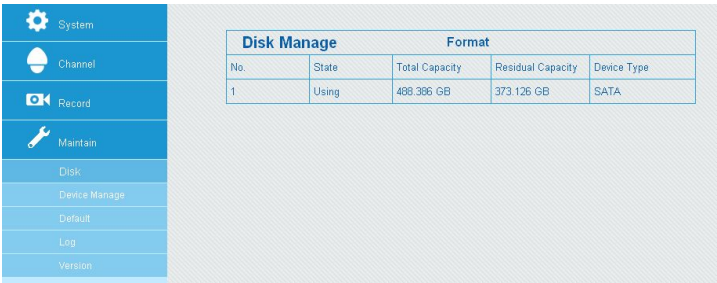 System
Channel
Record
Maintain
Disk
Device Manage
Default
Log
Version
Disk Manage Format
No. State Total Capacity Residual Capacity Device Type
1 Using 488.386 GB 373.126 GB SATA